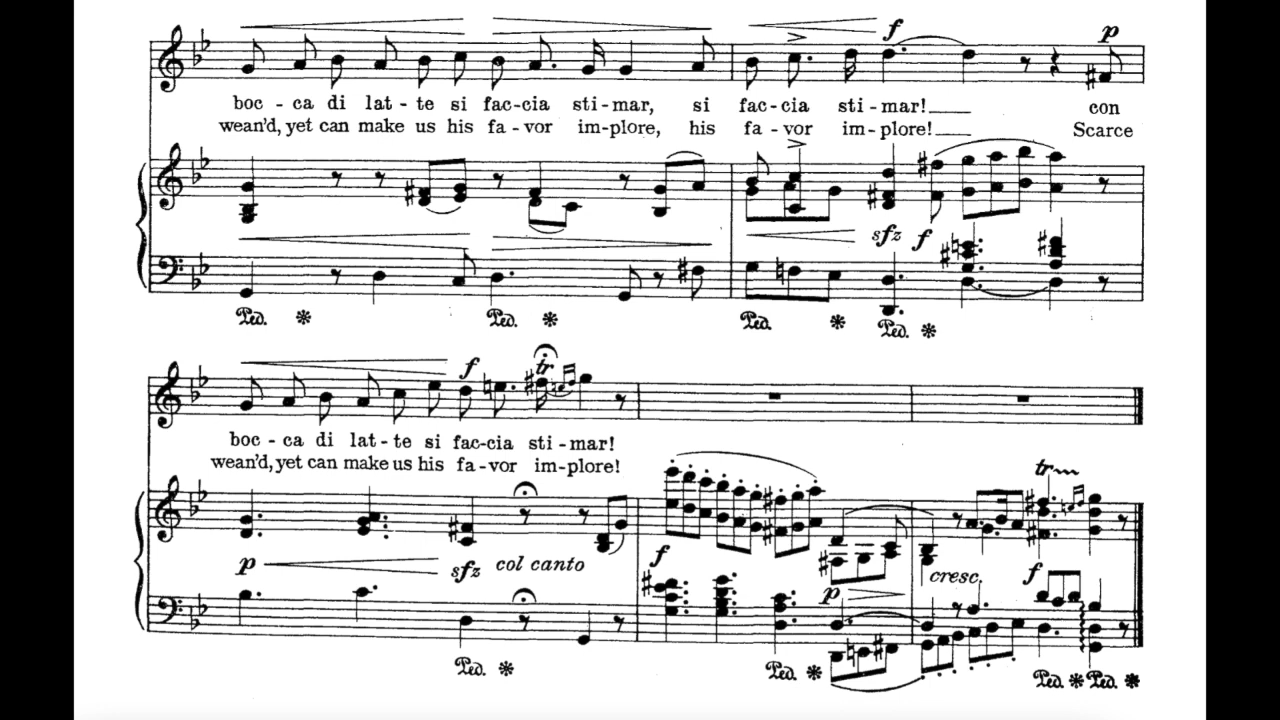 f p
boc - ca di lat - te si fac-cia sti-mar, si fac-cia sti-mar! con
wean'd, yet can make us his fa-vor im-plore, his fa-vor im-plore! Scarce
sfz f
Ped. * Ped. * Ped. * Ped. *
f tr
boc - ca di lat - te si fac-cia sti-mar!
wean'd, yet can make us his fa-vor im-plore!
tr
p sfz col canto f p cresc. f
Ped. * Ped. * Ped. * Ped. *